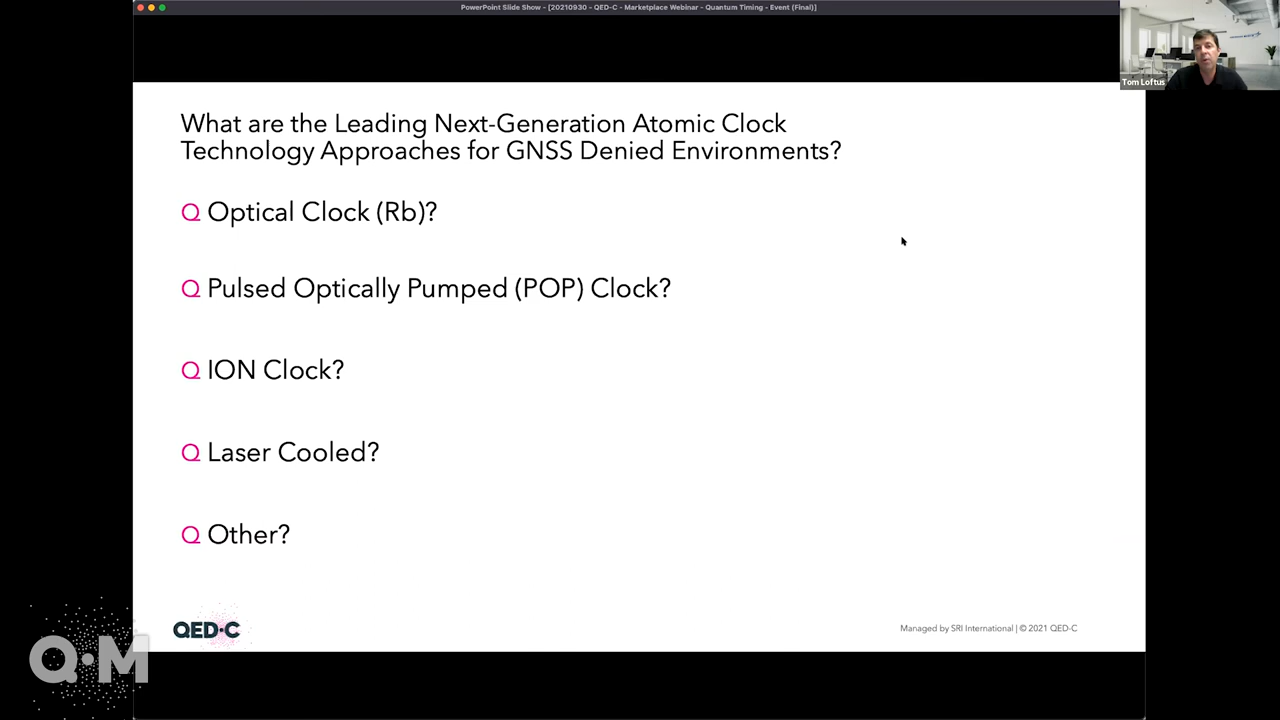 PowerPoint Slide Show - [20210930 - QED-C - Marketplace Webinar - Quantum Timing - Event (Final)]
Tom Loftus
What are the Leading Next-Generation Atomic Clock
Technology Approaches for GNSS Denied Environments?
Q Optical Clock (Rb)?
Q Pulsed Optically Pumped (POP) Clock?
Q ION Clock?
Q Laser Cooled?
Q Other?
QED·C
Managed by SRI International | © 2021 QED-C
Q·M